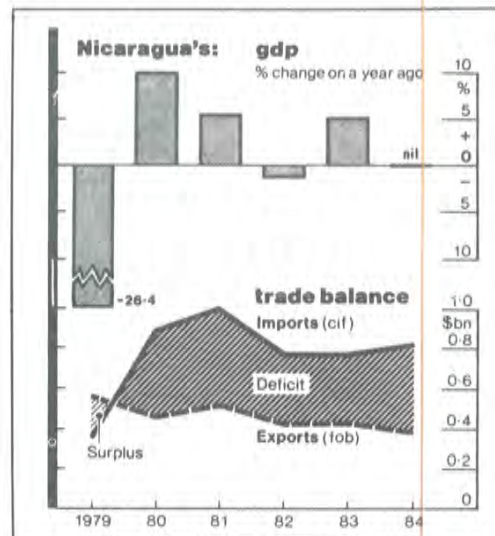 Nicaragua's: gdp
% change on a year ago
10
%
5
+
0
nil
–
5
10
-26·4
trade balance
Imports (cif)
1·0
$bn
0·8
Deficit
0·6
Exports (fob)
0·4
Surplus
0·2
0
1979 80 81 82 83 84